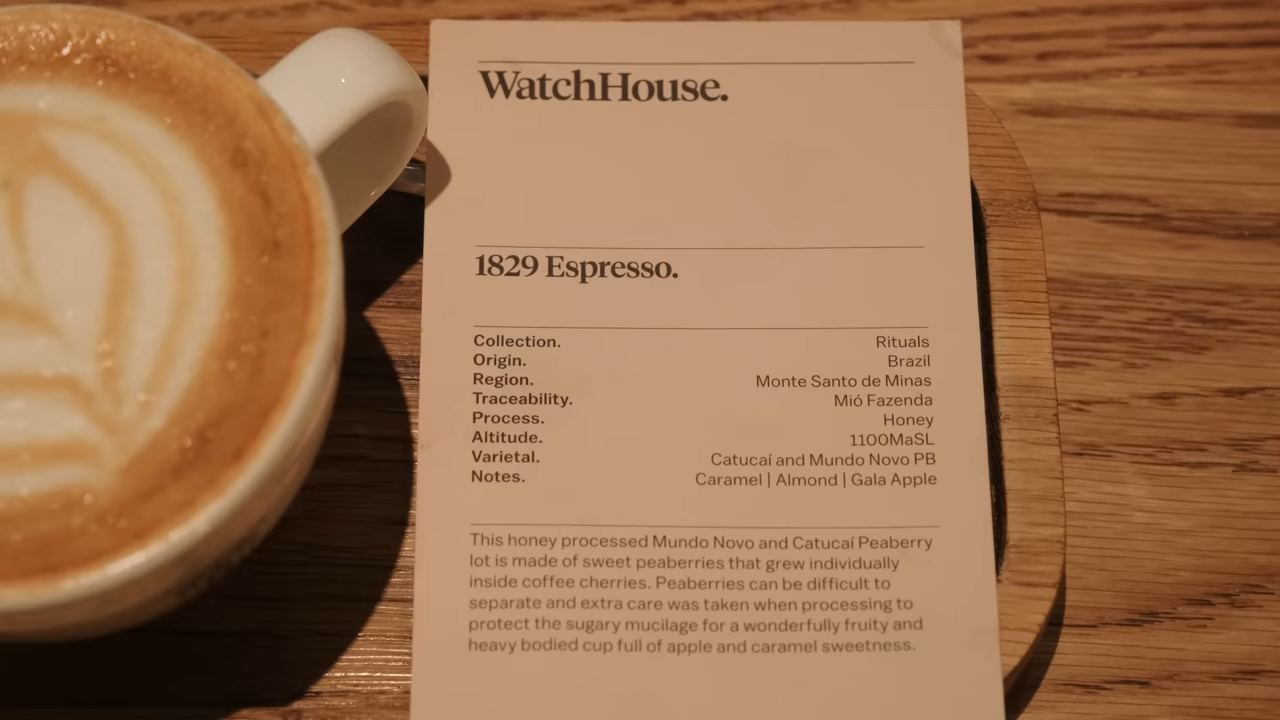 WatchHouse.
1829 Espresso.
Collection. Rituals
Origin. Brazil
Region. Monte Santo de Minas
Traceability. Mió Fazenda
Process. Honey
Altitude. 1100MaSL
Varietal. Catucaí and Mundo Novo PB
Notes. Caramel | Almond | Gala Apple
This honey processed Mundo Novo and Catucaí Peaberry
lot is made of sweet peaberries that grew individually
inside coffee cherries. Peaberries can be difficult to
separate and extra care was taken when processing to
protect the sugary mucilage for a wonderfully fruity and
heavy bodied cup full of apple and caramel sweetness.